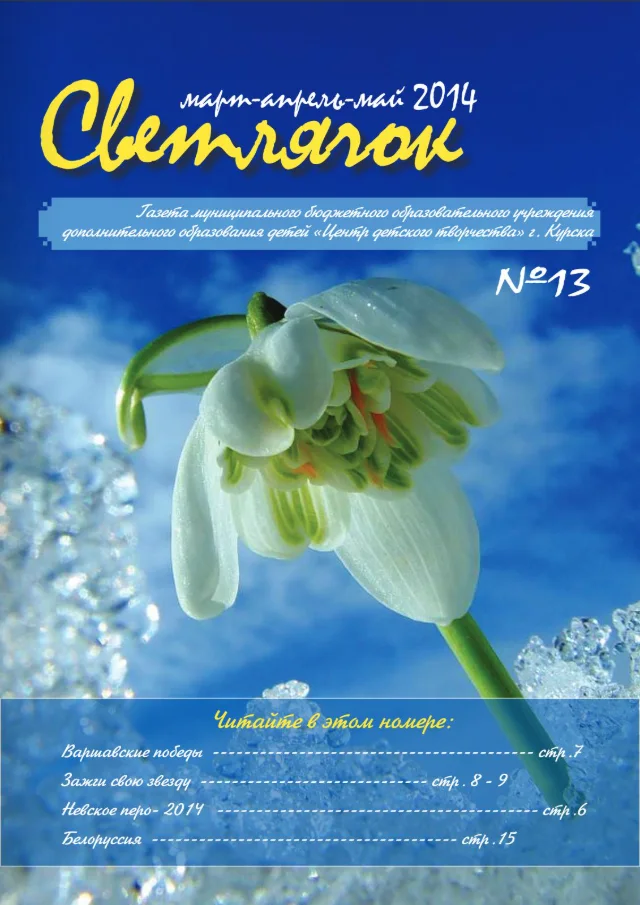 март-апрель-май 2014
Светлячок
Газета муниципального бюджетного образовательного учреждения
дополнительного образования детей «Центр детского творчества» г. Курска
№13
Читайте в этом номере:
Варшавские победы ------------------------------------ стр.7
Зажги свою звезду ------------------------- стр. 8 - 9
Невское перо- 2014 ------------------------------------ стр.6
Белоруссия ---------------------------------- стр.15